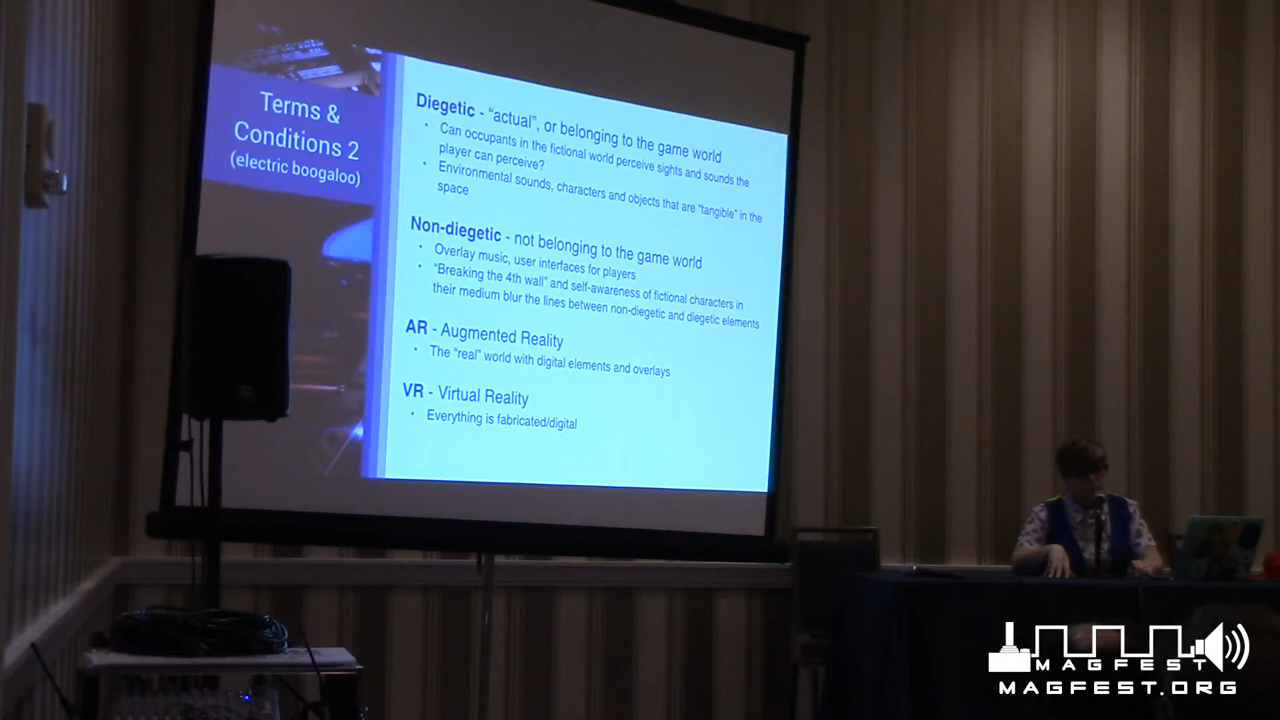 Terms &
Conditions 2
(electric boogaloo)
Diegetic - “actual”, or belonging to the game world
• Can occupants in the fictional world perceive sights and sounds the
player can perceive?
• Environmental sounds, characters and objects that are “tangible” in the
space
Non-diegetic - not belonging to the game world
• Overlay music, user interfaces for players
• “Breaking the 4th wall” and self-awareness of fictional characters in
their medium blur the lines between non-diegetic and diegetic elements
AR - Augmented Reality
• The “real” world with digital elements and overlays
VR - Virtual Reality
• Everything is fabricated/digital
MAGFEST
MAGFEST.ORG